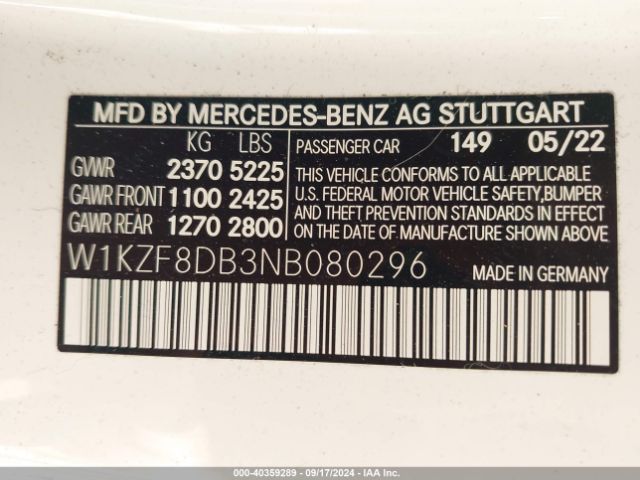 MFD BY MERCEDES-BENZ AG STUTTGART
KG LBS
GVWR 2370 5225
GAWR FRONT 1100 2425
GAWR REAR 1270 2800
PASSENGER CAR 149 05/22
THIS VEHICLE CONFORMS TO ALL APPLICABLE
U.S. FEDERAL MOTOR VEHICLE SAFETY,BUMPER
AND THEFT PREVENTION STANDARDS IN EFFECT
ON THE DATE OF MANUFACTURE SHOWN ABOVE.
W1KZF8DB3NB080296
MADE IN GERMANY
000-40359289 - 09/17/2024 - IAAI.COM